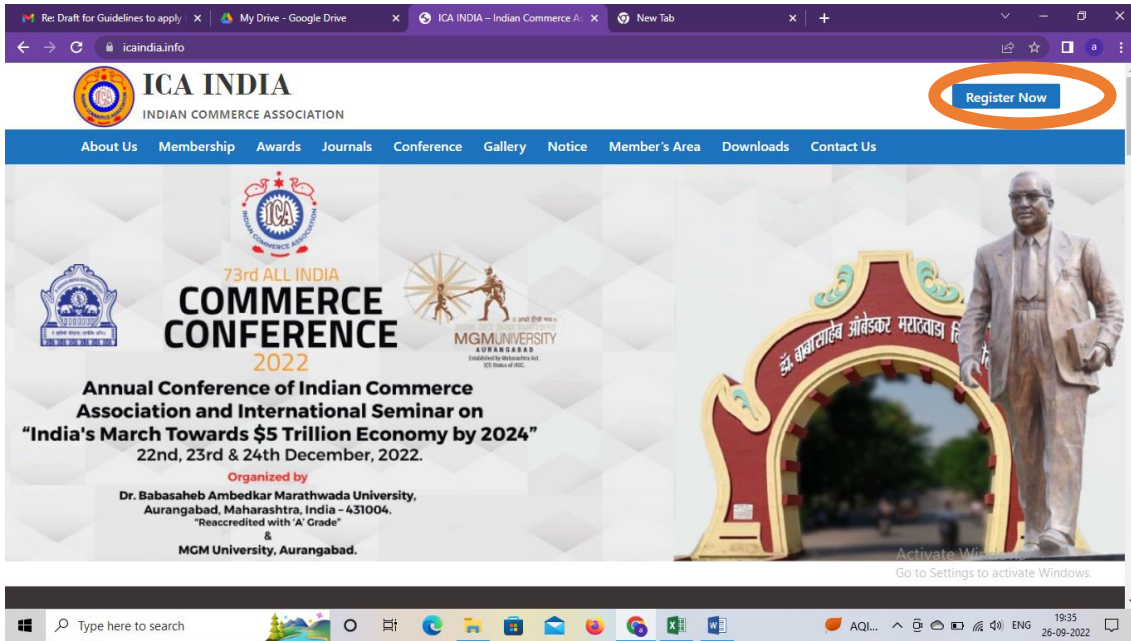 Re: Draft for Guidelines to apply
My Drive - Google Drive
ICA INDIA – Indian Commerce As
New Tab
icaindia.info
a
ICA INDIA
INDIAN COMMERCE ASSOCIATION
Register Now
About Us Membership Awards Journals Conference Gallery Notice Member's Area Downloads Contact Us
ICA
73rd ALL INDIA
COMMERCE
CONFERENCE
2022
MGMUNIVERSITY
AURANGABAD
Annual Conference of Indian Commerce
Association and International Seminar on
“India's March Towards $5 Trillion Economy by 2024”
22nd, 23rd & 24th December, 2022.
Organized by
Dr. Babasaheb Ambedkar Marathwada University,
Aurangabad, Maharashtra, India – 431004.
"Reaccredited with 'A' Grade"
&
MGM University, Aurangabad.
डॉ. बाबासाहेब आंबेडकर मराठवाडा
Activate Windows
Go to Settings to activate Windows.
Type here to search
AQI...
ENG
19:35
26-09-2022